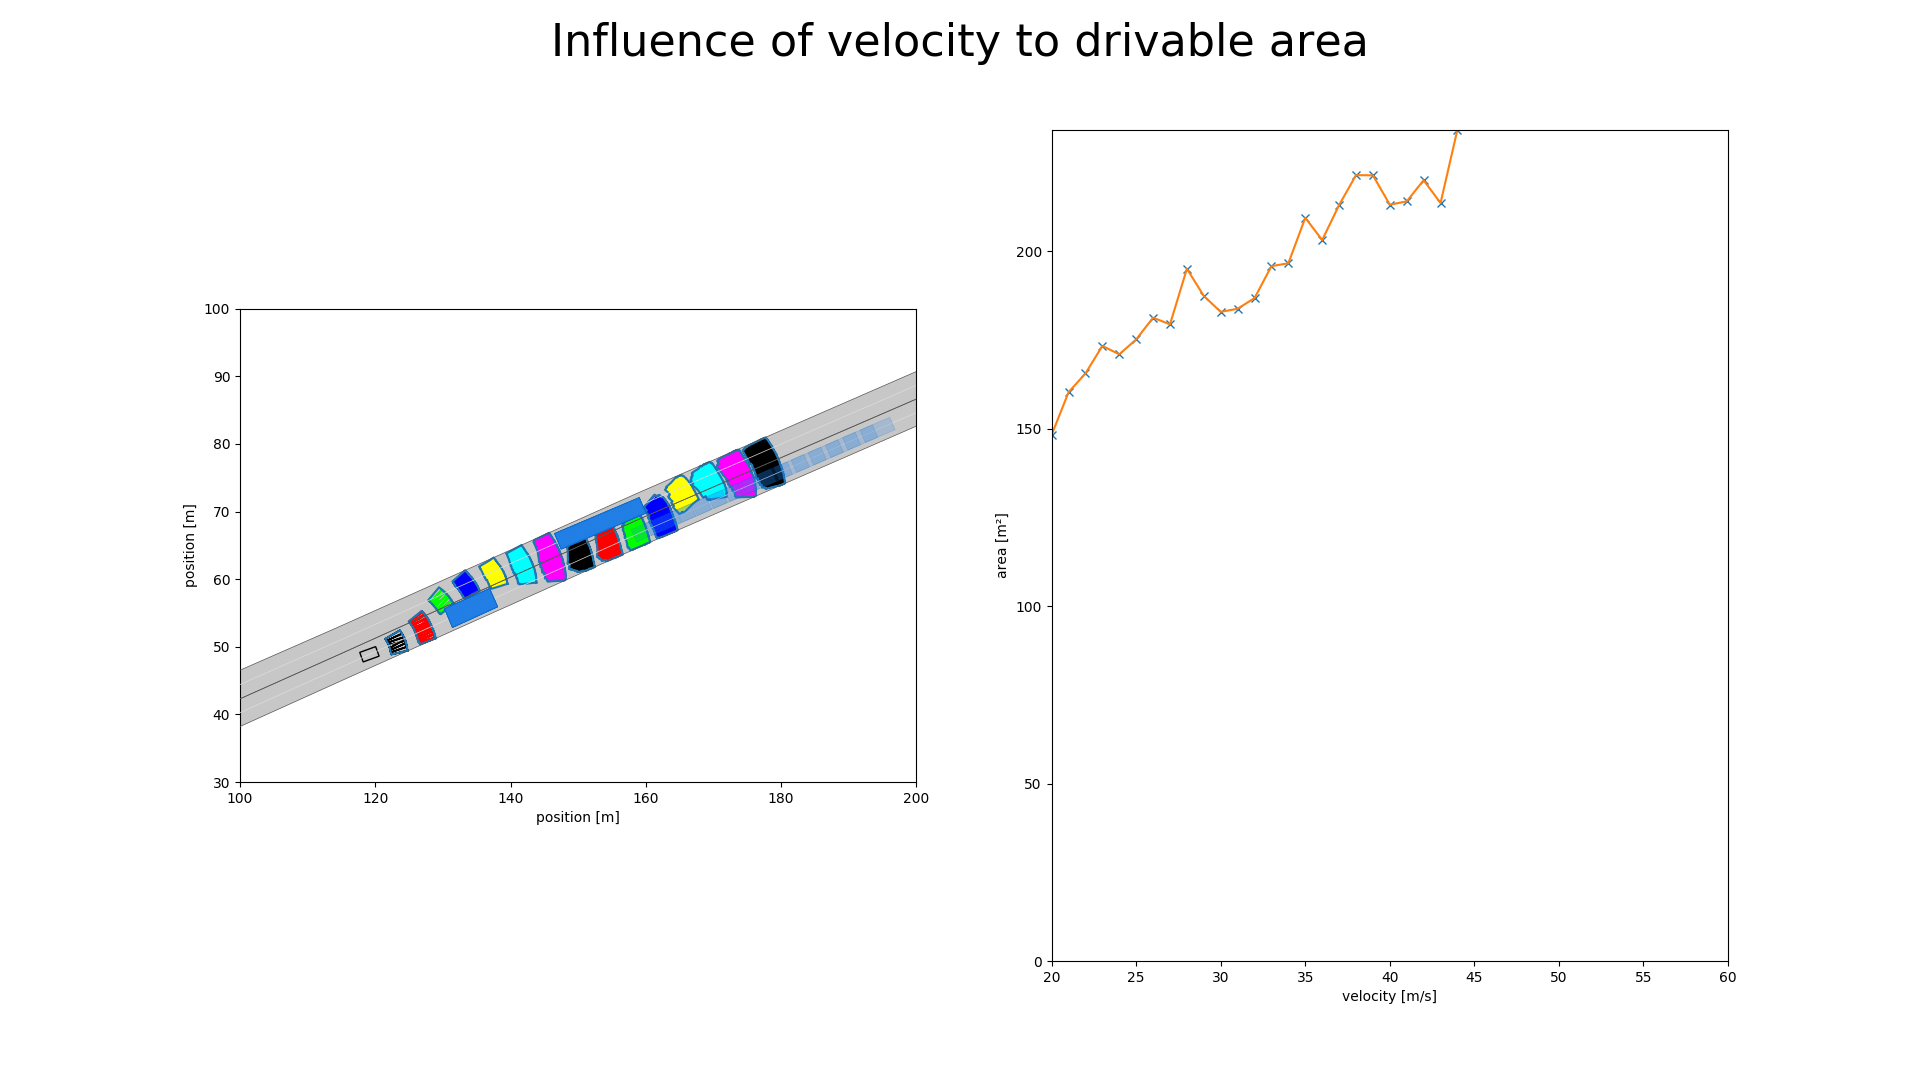 Influence of velocity to drivable area
100
90
80
70
60
50
40
30
position [m]
100 120 140 160 180 200
position [m]
200
150
100
50
0
area [m²]
20 25 30 35 40 45 50 55 60
velocity [m/s]